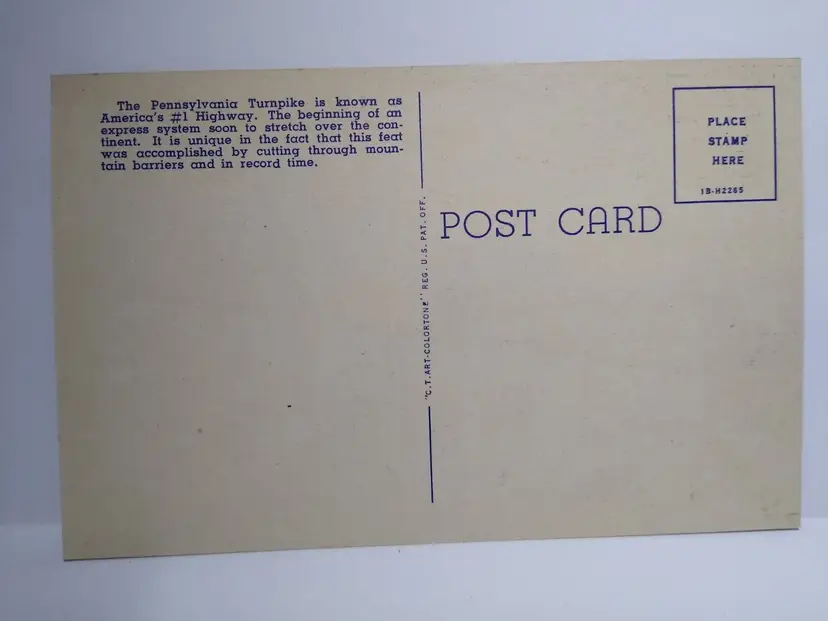 The Pennsylvania Turnpike is known as
America's #1 Highway. The beginning of an
express system soon to stretch over the con-
tinent. It is unique in the fact that this feat
was accomplished by cutting through moun-
tain barriers and in record time.
"C.T.ART-COLORTONE" REG. U.S. PAT. OFF.
POST CARD
PLACE
STAMP
HERE
1B-H2265